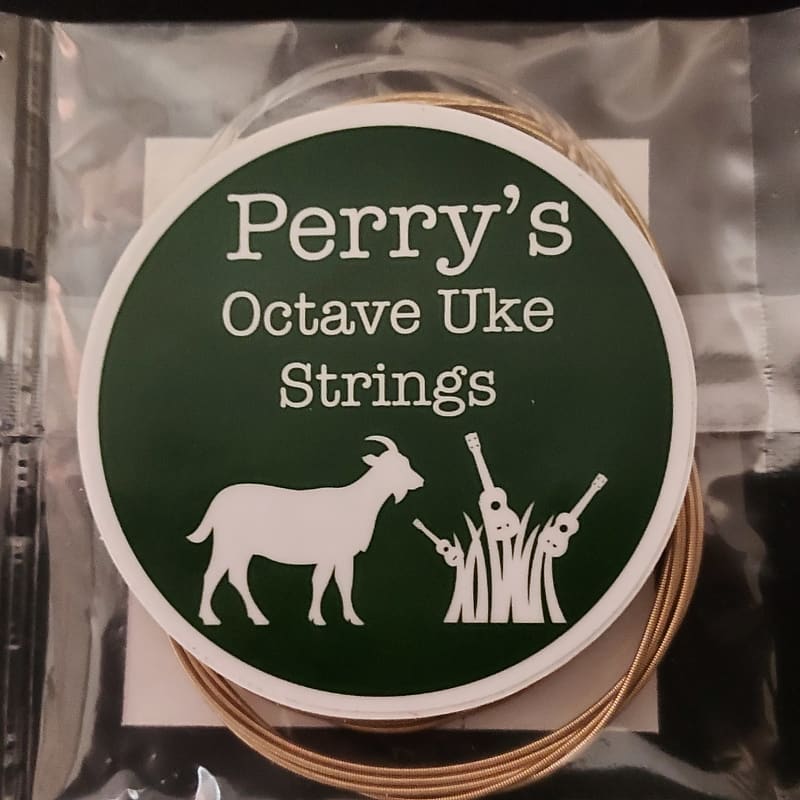 Perry's
Octave Uke
Strings